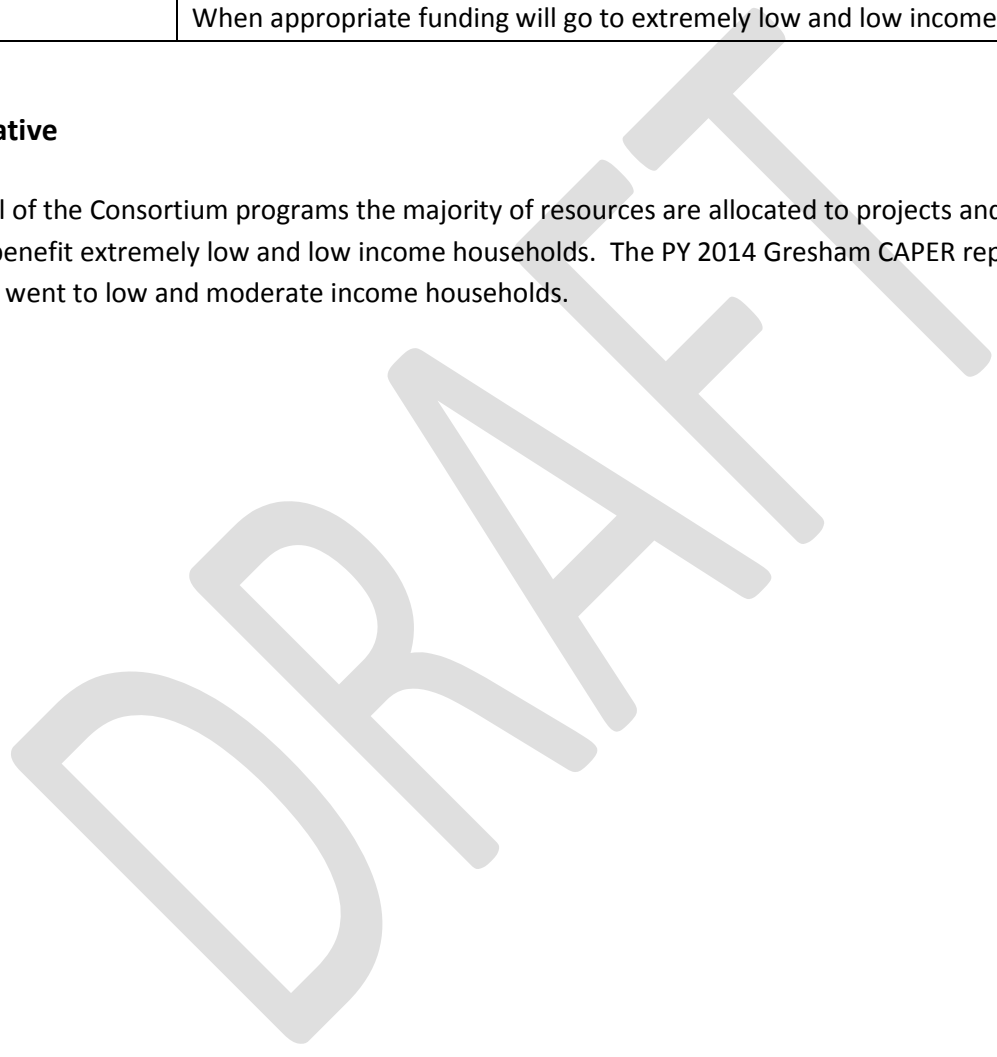 When appropriate funding will go to extremely low and low income
ative
l of the Consortium programs the majority of resources are allocated to projects and
benefit extremely low and low income households.  The PY 2014 Gresham CAPER rep
went to low and moderate income households.
DRAFT